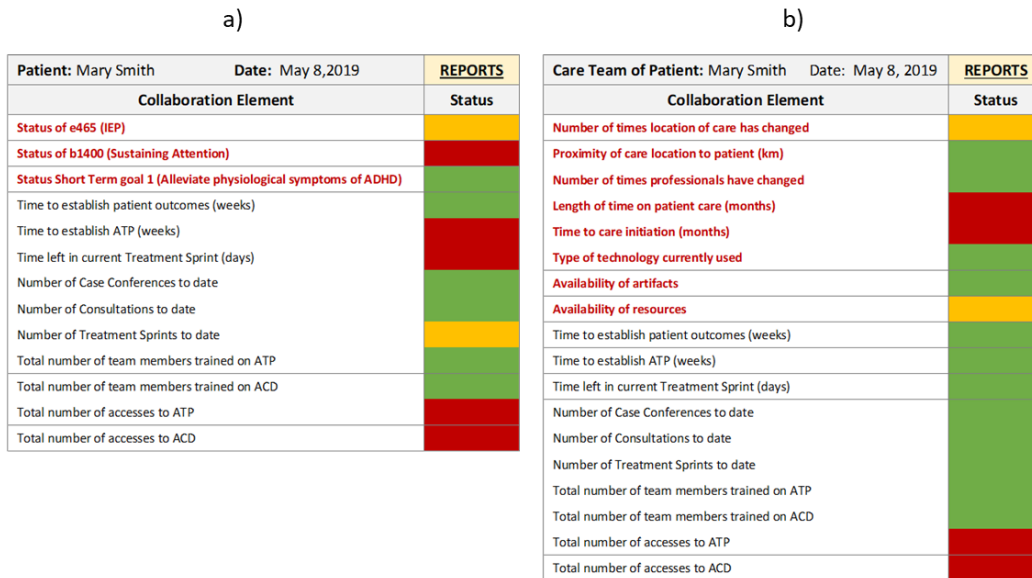 a)
Patient: Mary Smith Date: May 8,2019 REPORTS
Collaboration Element Status
Status of e465 (IEP)
Status of b1400 (Sustaining Attention)
Status Short Term goal 1 (Alleviate physiological symptoms of ADHD)
Time to establish patient outcomes (weeks)
Time to establish ATP (weeks)
Time left in current Treatment Sprint (days)
Number of Case Conferences to date
Number of Consultations to date
Number of Treatment Sprints to date
Total number of team members trained on ATP
Total number of team members trained on ACD
Total number of accesses to ATP
Total number of accesses to ACD
b)
Care Team of Patient: Mary Smith Date: May 8, 2019 REPORTS
Collaboration Element Status
Number of times location of care has changed
Proximity of care location to patient (km)
Number of times professionals have changed
Length of time on patient care (months)
Time to care initiation (months)
Type of technology currently used
Availability of artifacts
Availability of resources
Time to establish patient outcomes (weeks)
Time to establish ATP (weeks)
Time left in current Treatment Sprint (days)
Number of Case Conferences to date
Number of Consultations to date
Number of Treatment Sprints to date
Total number of team members trained on ATP
Total number of team members trained on ACD
Total number of accesses to ATP
Total number of accesses to ACD